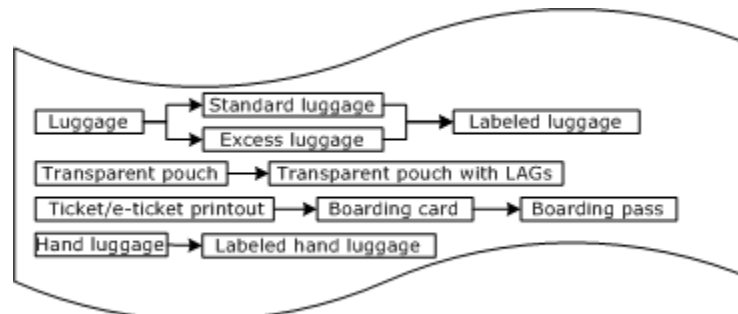 Luggage
Standard luggage
Excess luggage
Labeled luggage
Transparent pouch
Transparent pouch with LAGs
Ticket/e-ticket printout
Boarding card
Boarding pass
Hand luggage
Labeled hand luggage